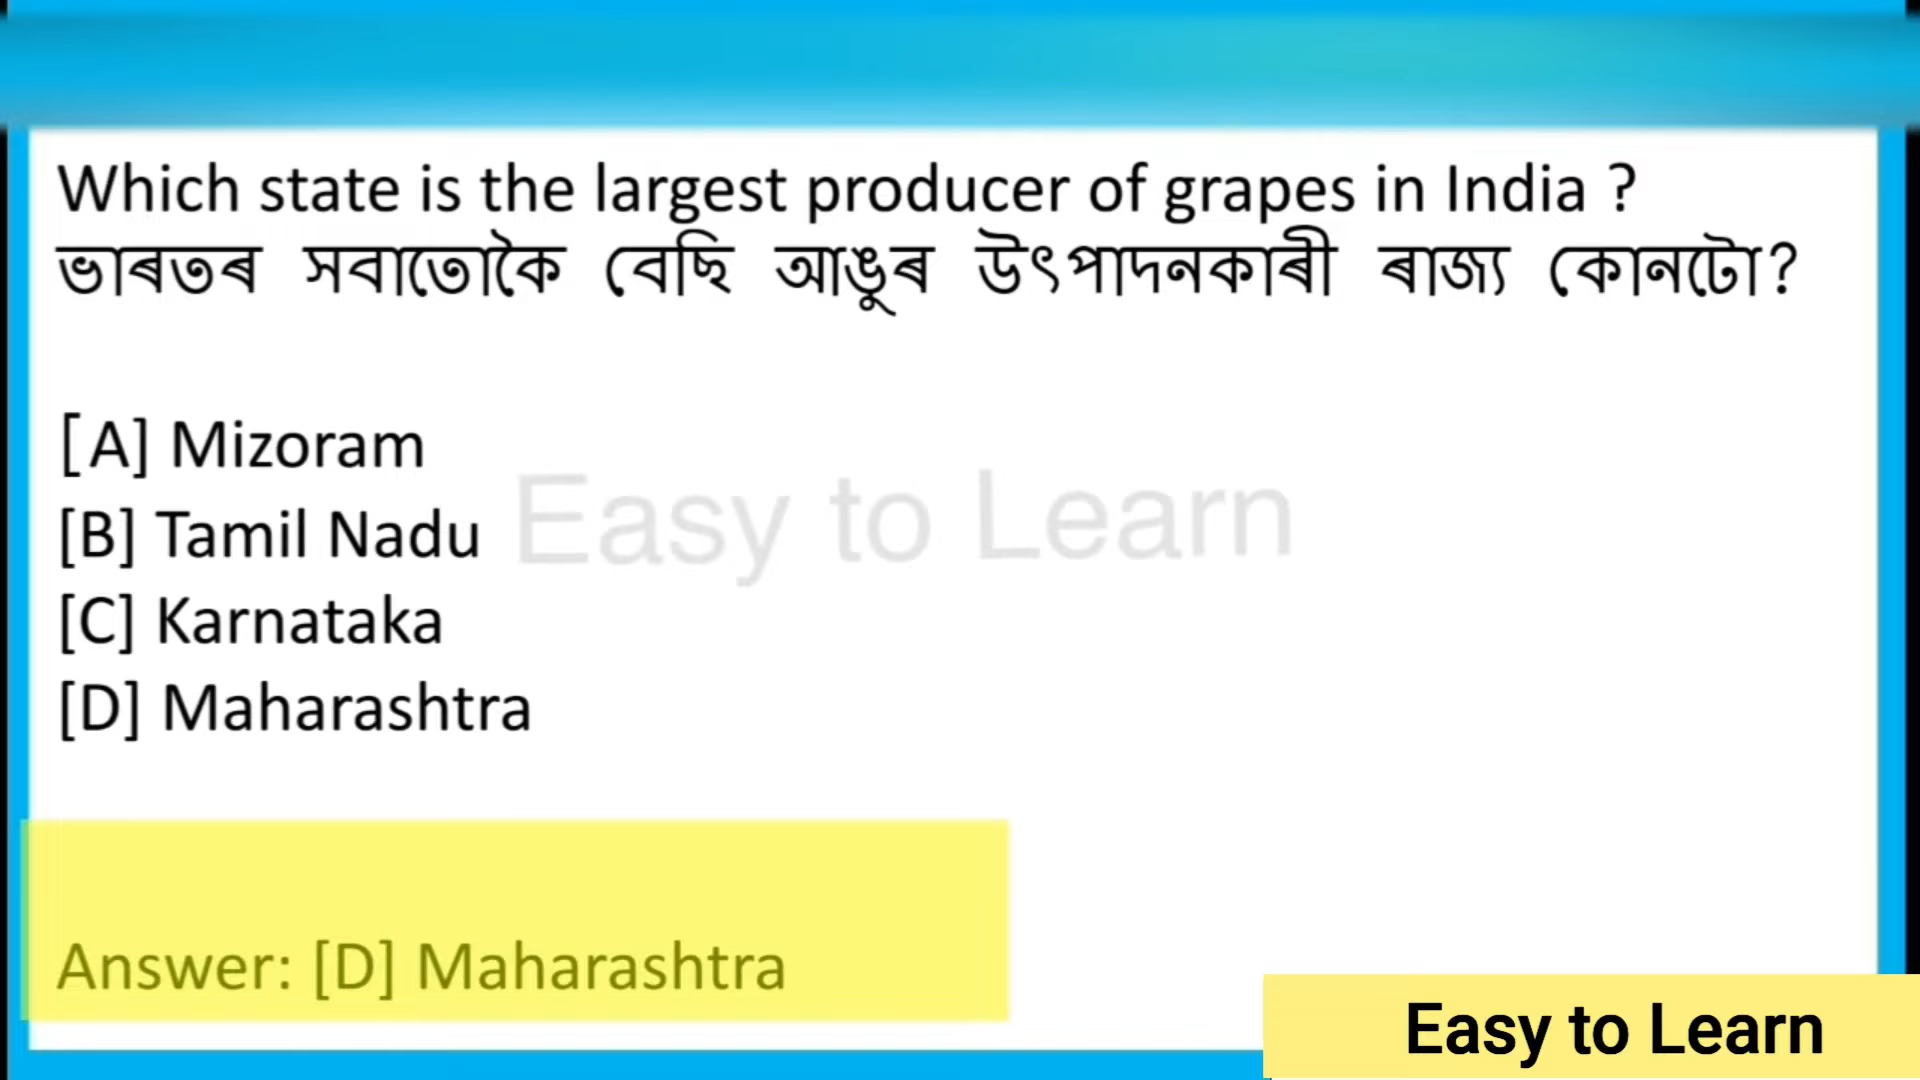 Which state is the largest producer of grapes in India ?
ভাৰতৰ সবাতোকৈ বেছি আঙুৰ উৎপাদনকাৰী ৰাজ্য কোনটো?
[A] Mizoram
[B] Tamil Nadu
[C] Karnataka
[D] Maharashtra
Easy to Learn
Answer: [D] Maharashtra
Easy to Learn